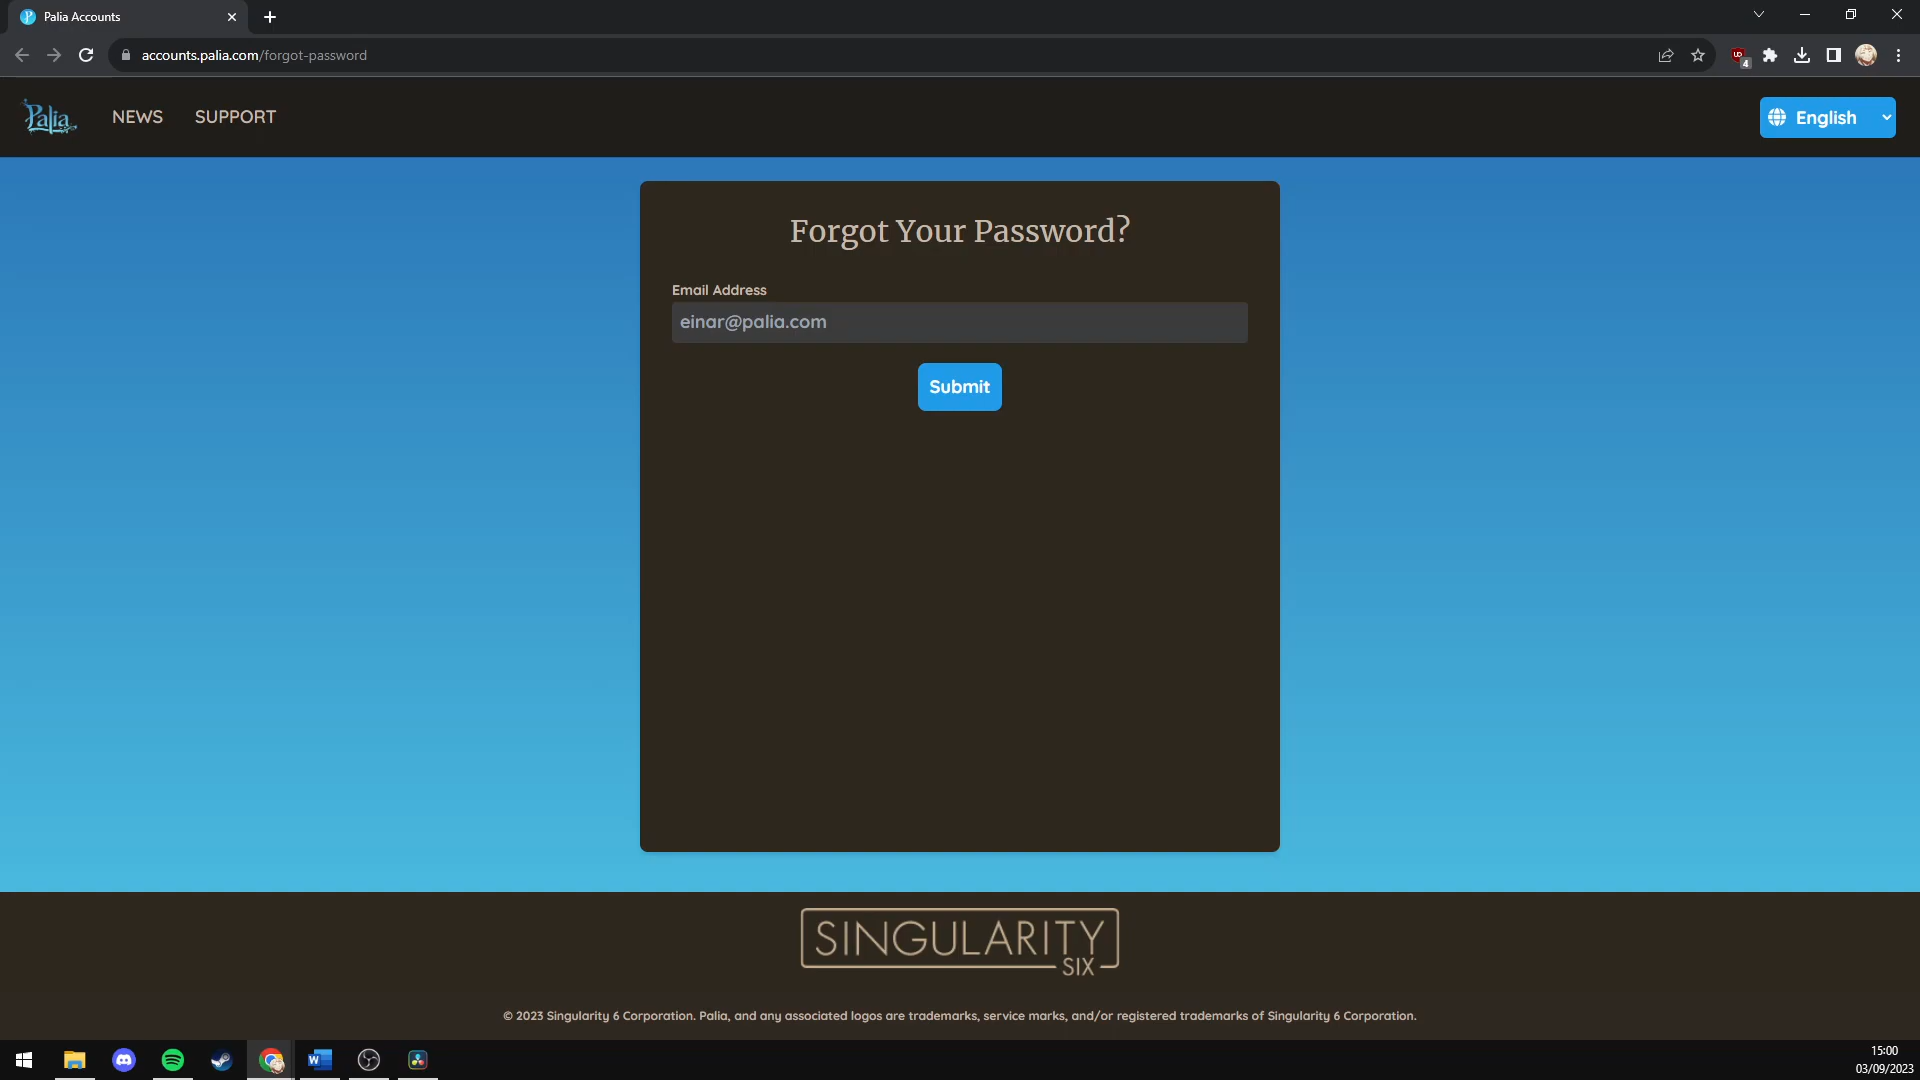 Palia Accounts
accounts.palia.com/forgot-password
4
Palia
NEWS
SUPPORT
English
Forgot Your Password?
Email Address
einar@palia.com
Submit
SINGULARITY
SIX
© 2023 Singularity 6 Corporation. Palia, and any associated logos are trademarks, service marks, and/or registered trademarks of Singularity 6 Corporation.
15:00
03/09/2023